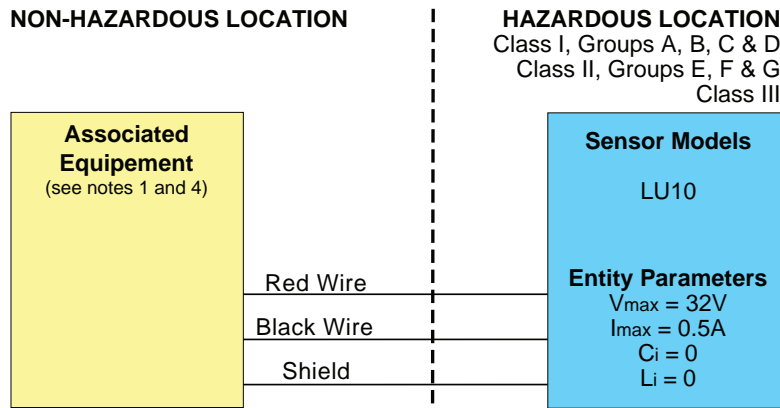 NON-HAZARDOUS LOCATION
HAZARDOUS LOCATION
Class I, Groups A, B, C & D
Class II, Groups E, F & G
Class III
Associated
Equipement
(see notes 1 and 4)
Sensor Models
LU10
Red Wire
Black Wire
Shield
Entity Parameters
Vmax = 32V
Imax = 0.5A
Ci = 0
Li = 0